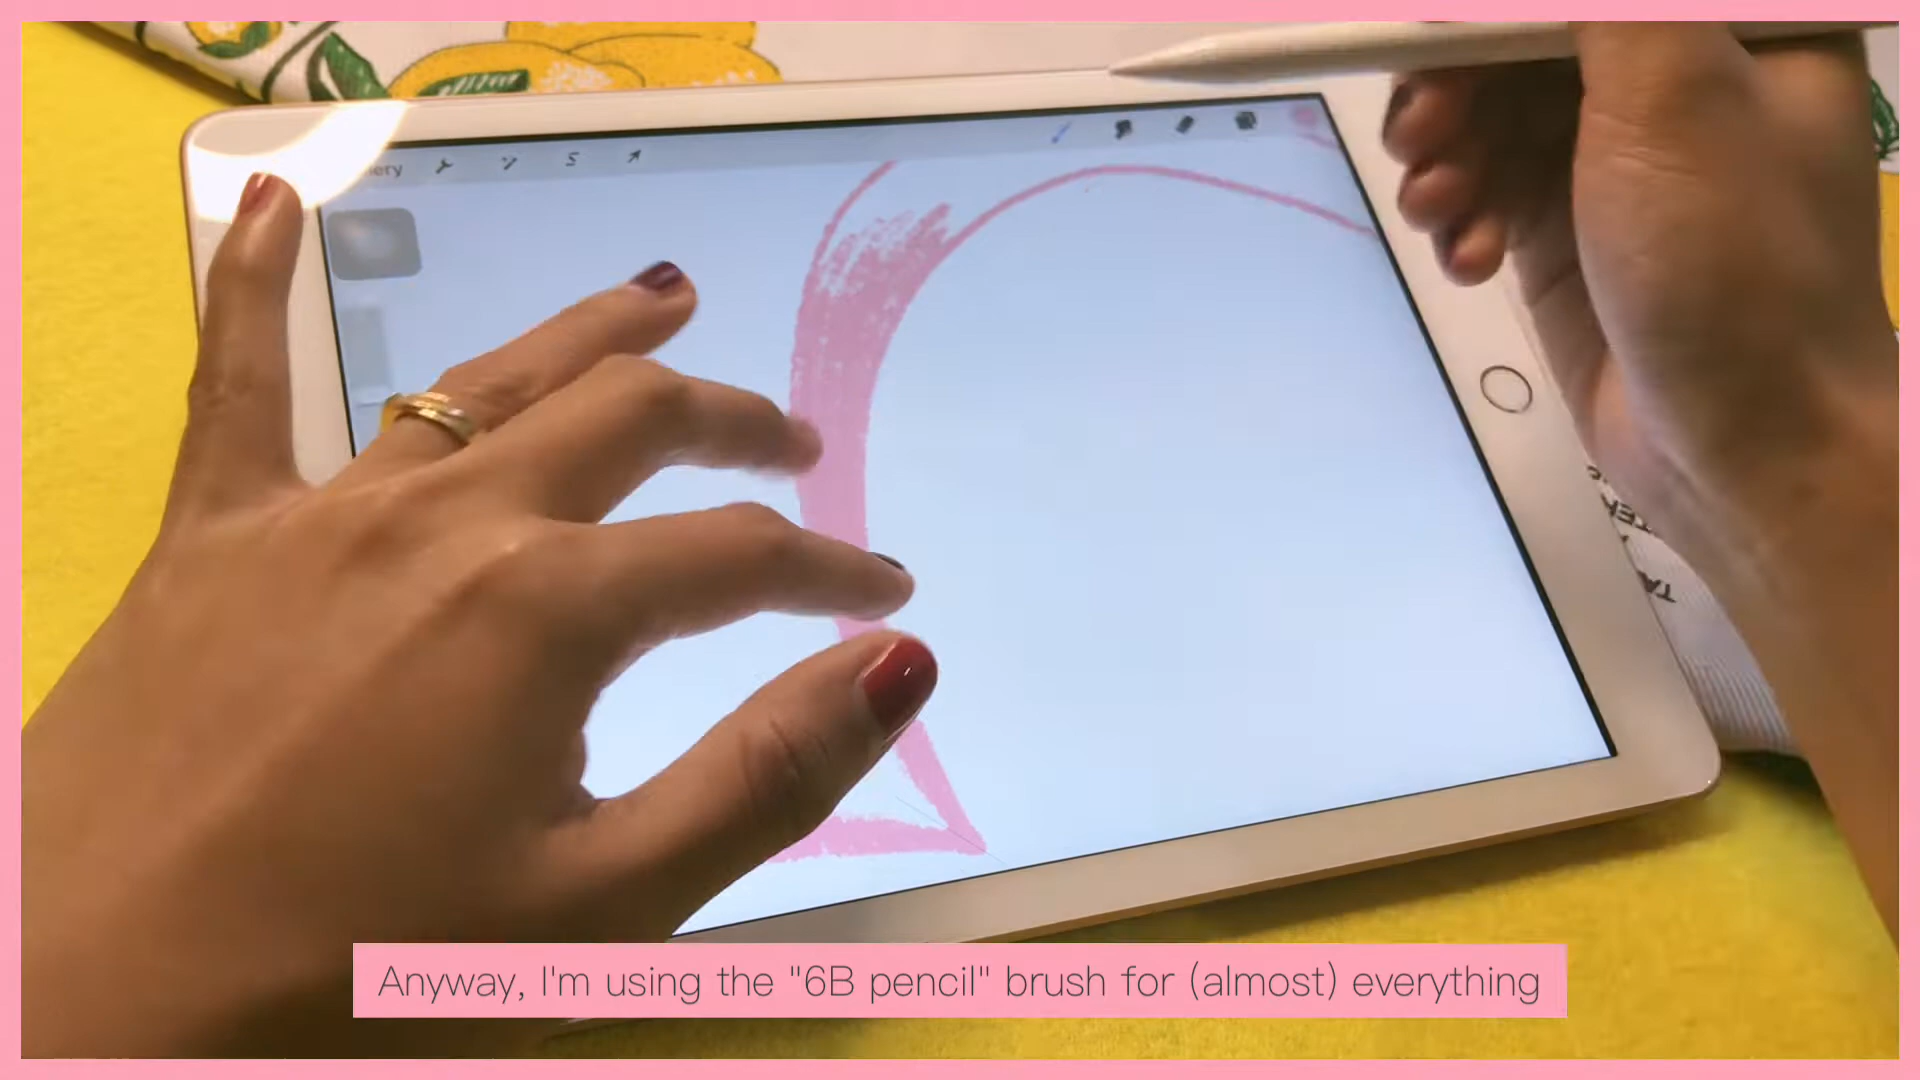 S
Anyway, I'm using the "6B pencil" brush for (almost) everything